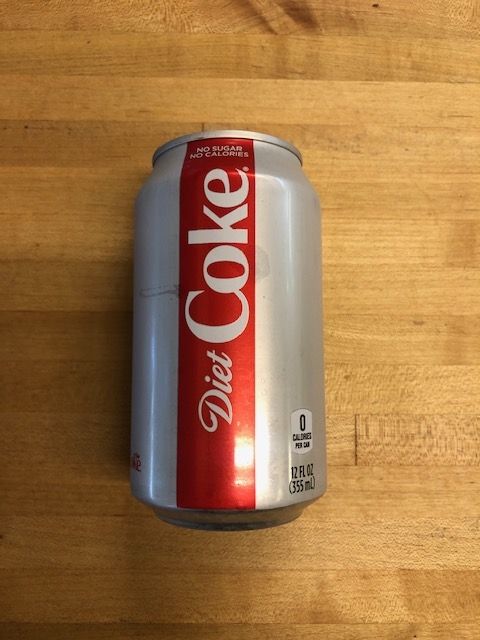 NO SUGAR
NO CALORIES
Diet Coke®
0
CALORIES
PER CAN
12 FL OZ
(355 mL)